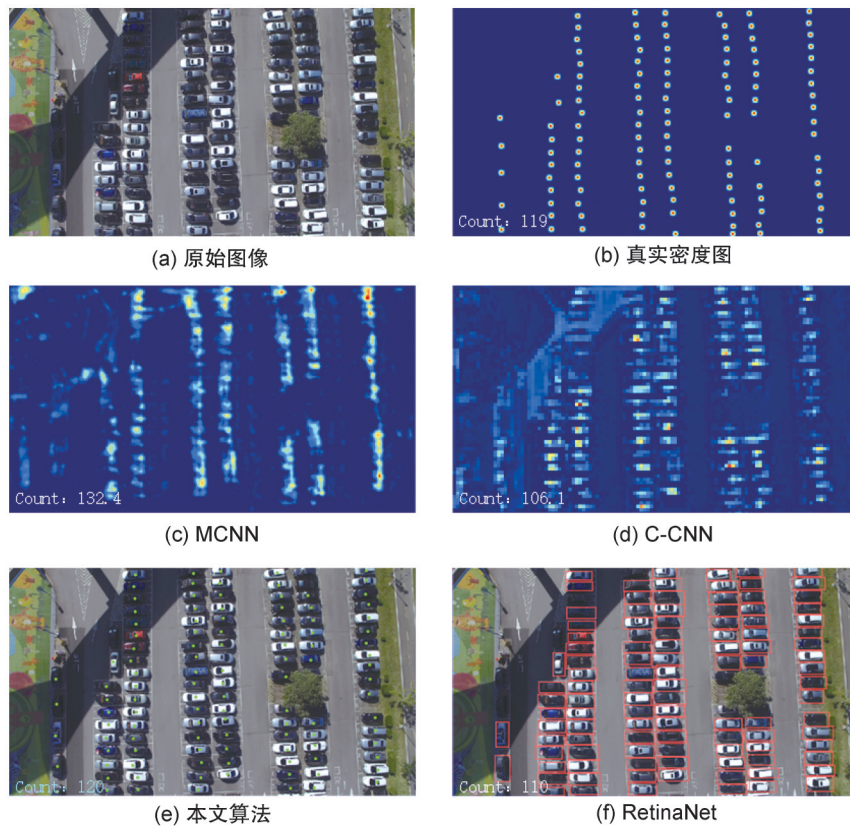 Count: 119
(a) 原始图像
(b) 真实密度图
Count: 132.4
Count: 106.1
(c) MCNN
(d) C-CNN
Count: 120
Count: 110
(e) 本文算法
(f) RetinaNet